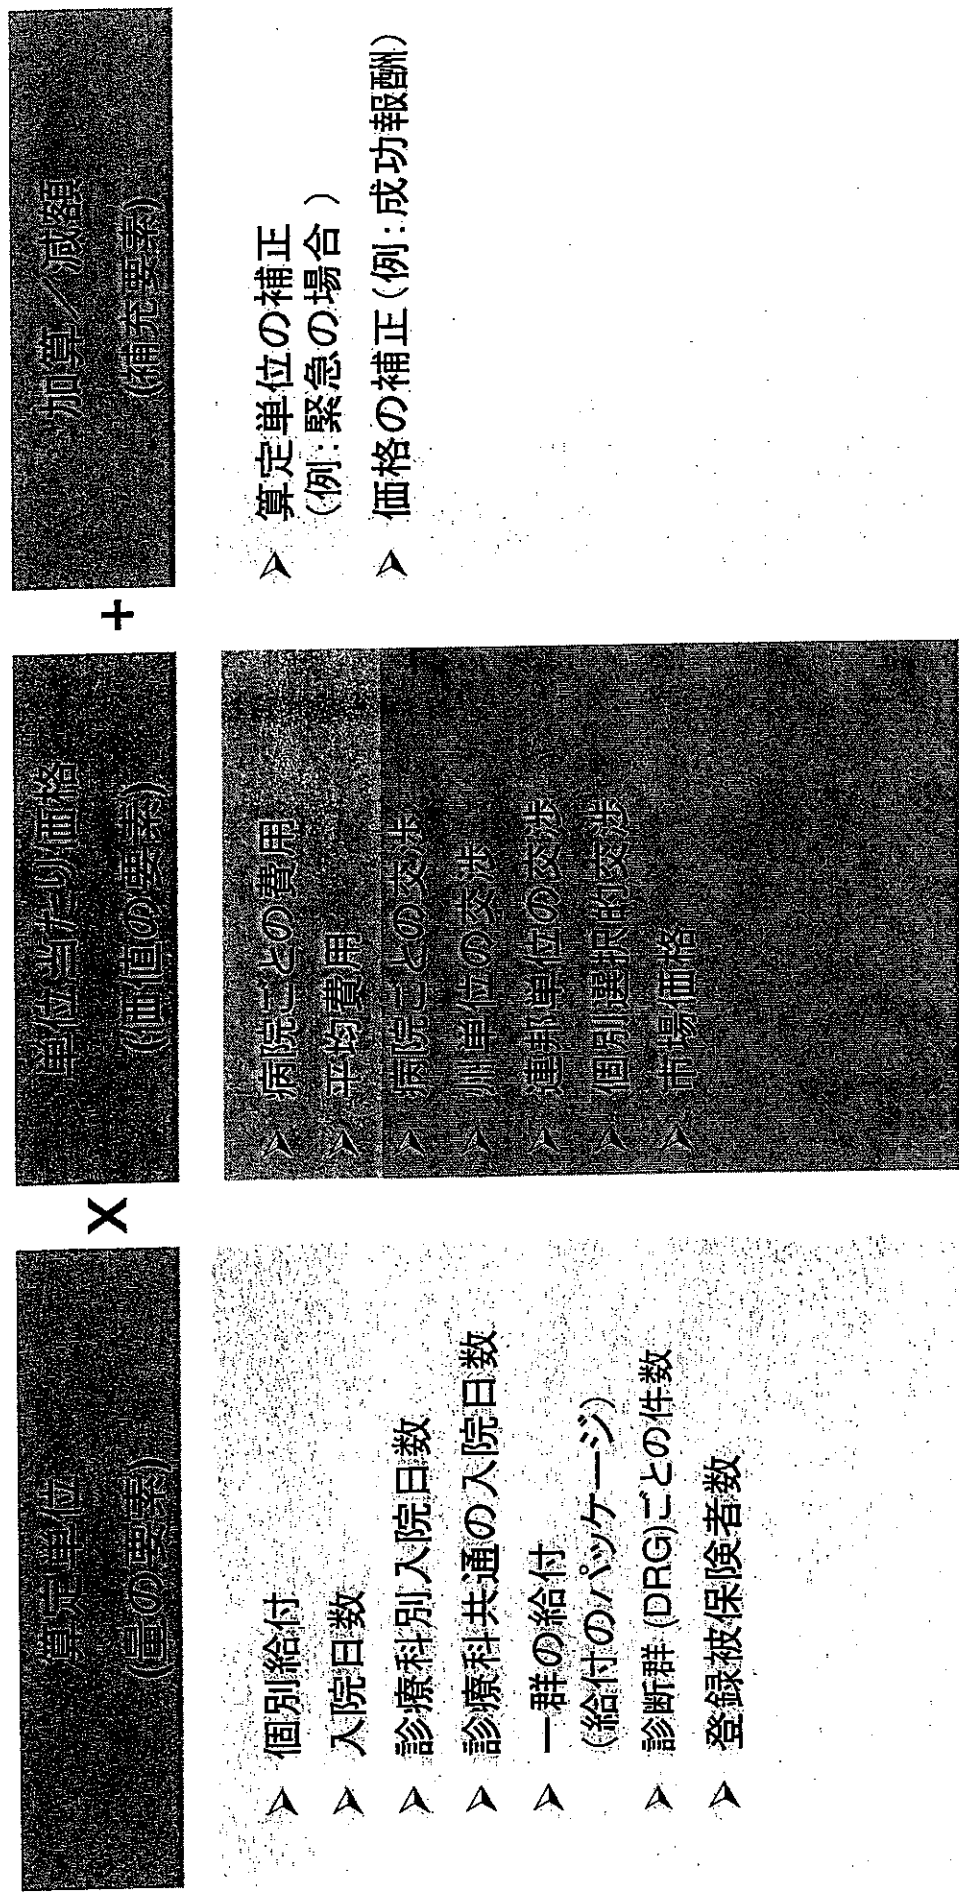 算定単位
(量の要素)
X
単位当たり価格
(価値の要素)
+
加算／減額
(補充要素)
➢ 個別給付
➢ 入院日数
➢ 診療科別入院日数
➢ 診療科共通の入院日数
➢ 一群の給付
(給付のパッケージ)
➢ 診断群 (DRG)ごとの件数
➢ 登録被保険者数
➢ 病院ごとの費用
➢ 平均費用
➢ 病院ごとの交渉
➢ 州単位の交渉
➢ 連邦単位の交渉
➢ 個別選択的交渉
➢ 市場価格
➢ 算定単位の補正
(例:緊急の場合 )
➢ 価格の補正(例:成功報酬)